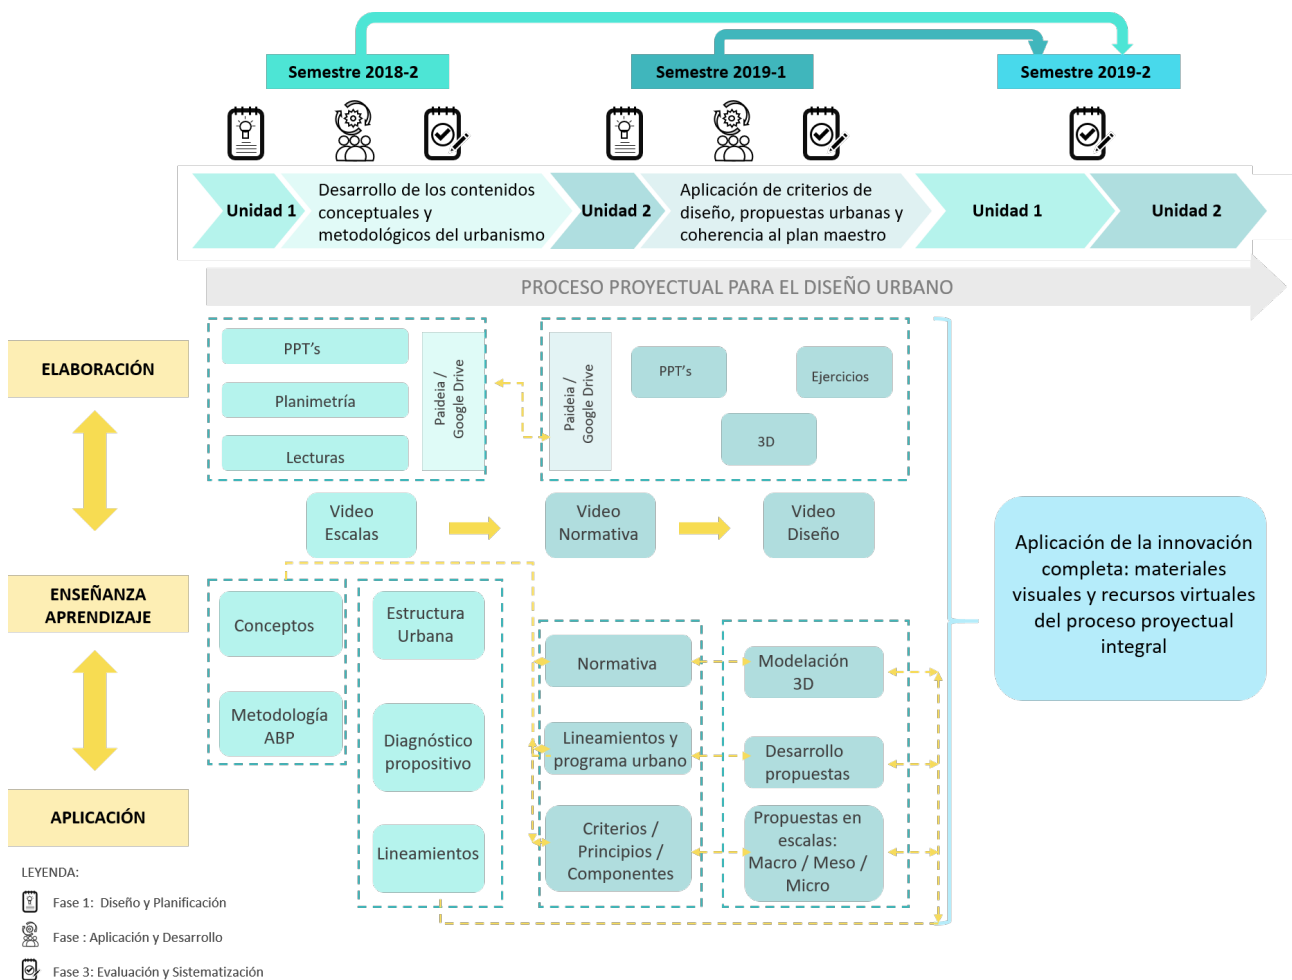 Semestre 2018-2
Semestre 2019-1
Semestre 2019-2
Unidad 1
Desarrollo de los contenidos
conceptuales y
metodológicos del urbanismo
Unidad 2
Aplicación de criterios de
diseño, propuestas urbanas y
coherencia al plan maestro
Unidad 1
Unidad 2
PROCESO PROYECTUAL PARA EL DISEÑO URBANO
ELABORACIÓN
PPT's
Planimetría
Lecturas
Paideia /
Google Drive
Paideia /
Google Drive
PPT's
Ejercicios
3D
Video
Escalas
Video
Normativa
Video
Diseño
Aplicación de la innovación
completa: materiales
visuales y recursos virtuales
del proceso proyectual
integral
ENSEÑANZA
APRENDIZAJE
Conceptos
Metodología
ABP
Estructura
Urbana
Diagnóstico
propositivo
Lineamientos
Normativa
Lineamientos y
programa urbano
Criterios /
Principios /
Componentes
Modelación
3D
Desarrollo
propuestas
Propuestas en
escalas:
Macro / Meso /
Micro
APLICACIÓN
LEYENDA:
Fase 1:  Diseño y Planificación
Fase : Aplicación y Desarrollo
Fase 3: Evaluación y Sistematización